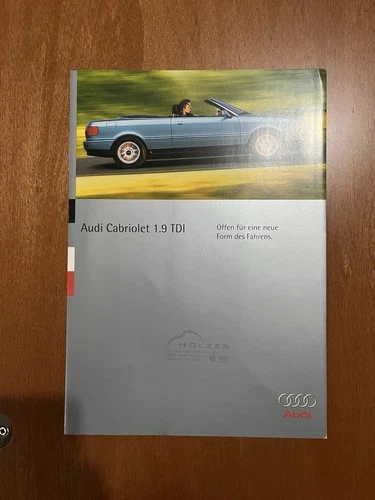 Audi Cabriolet 1.9 TDI
Offen für eine neue
Form des Fahrens.
HOLZER
Audi